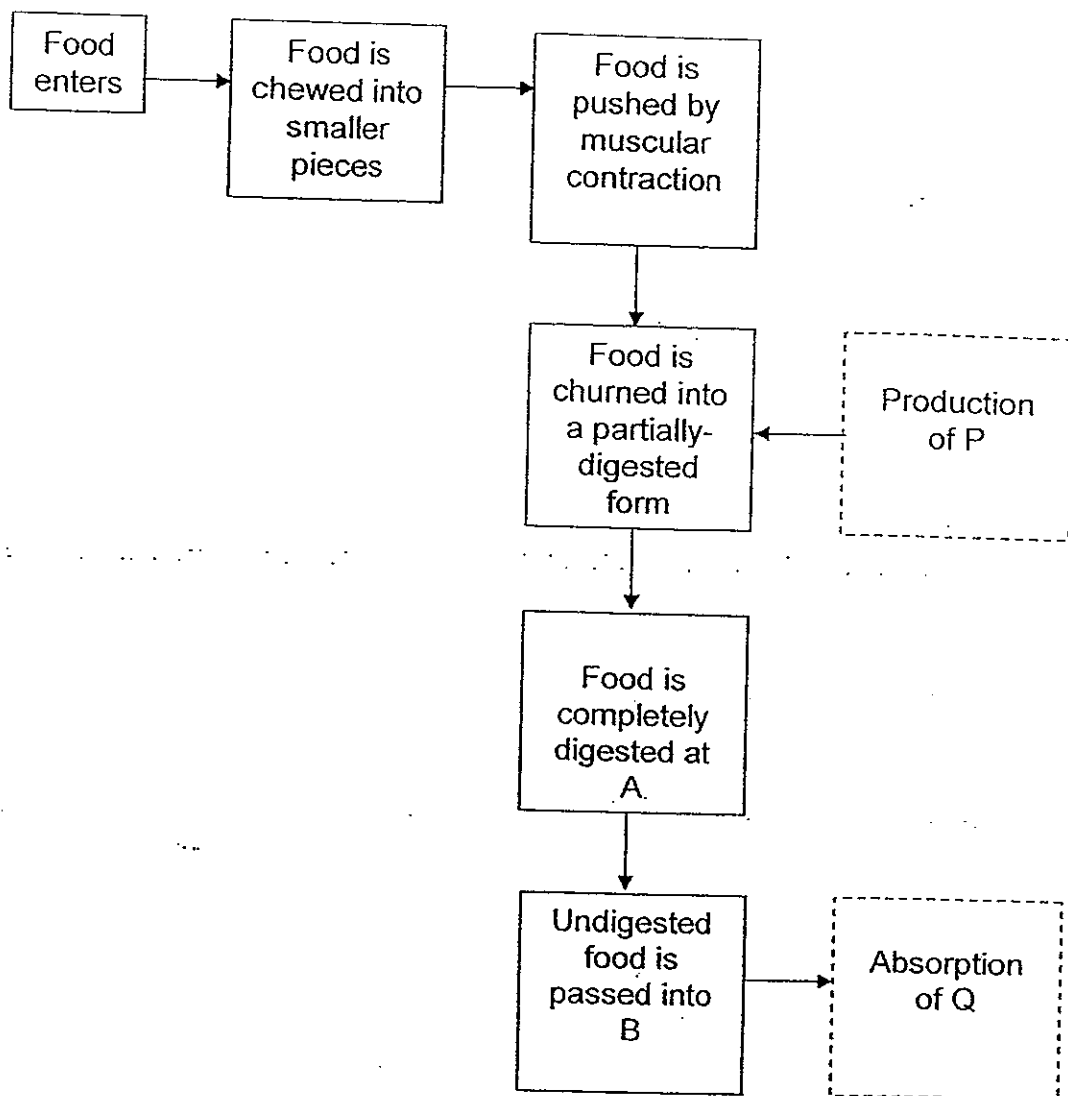 Food
enters
Food is
chewed into
smaller
pieces
Food is
pushed by
muscular
contraction
Food is
churned into
a partially-
digested
form
Production
of P
Food is
completely
digested at
A
Undigested
food is
passed into
B
Absorption
of Q